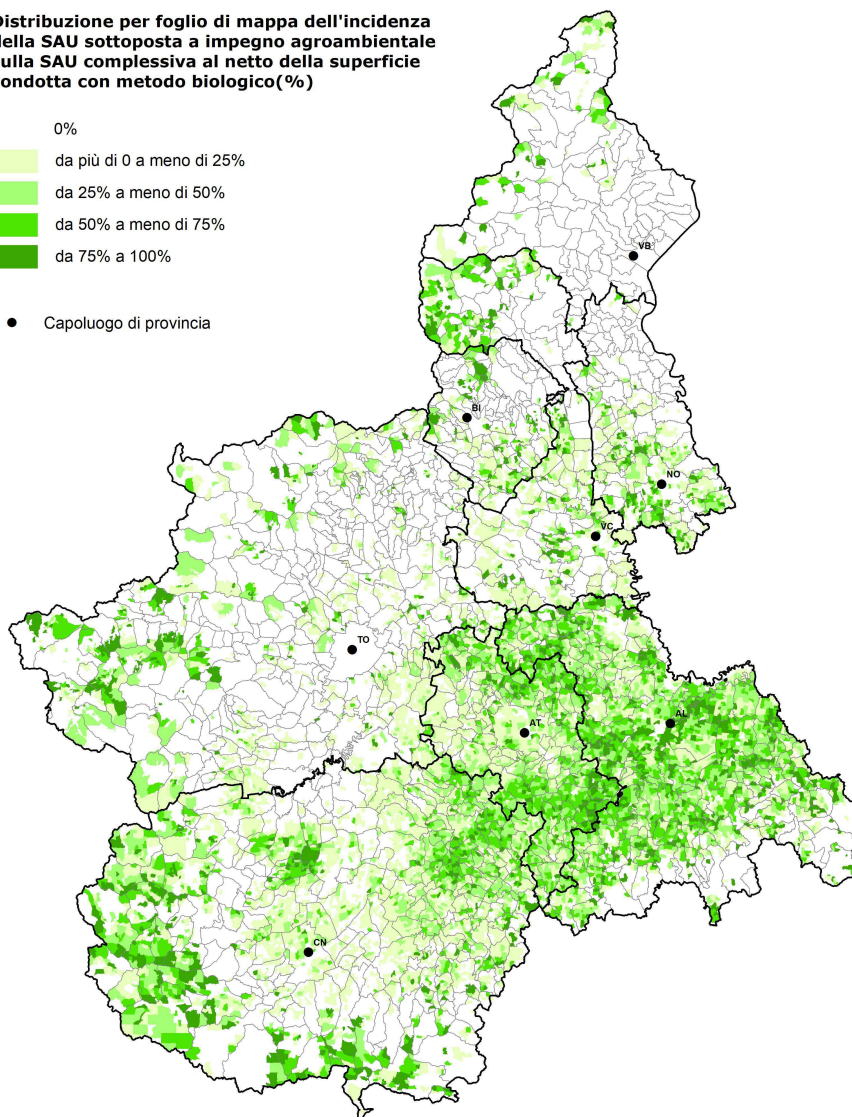 Distribuzione per foglio di mappa dell'incidenza
della SAU sottoposta a impegno agroambientale
sulla SAU complessiva al netto della superficie
condotta con metodo biologico(%)
0%
da più di 0 a meno di 25%
da 25% a meno di 50%
da 50% a meno di 75%
da 75% a 100%
Capoluogo di provincia
VB
BI
NO
VC
TO
AL
AT
CN